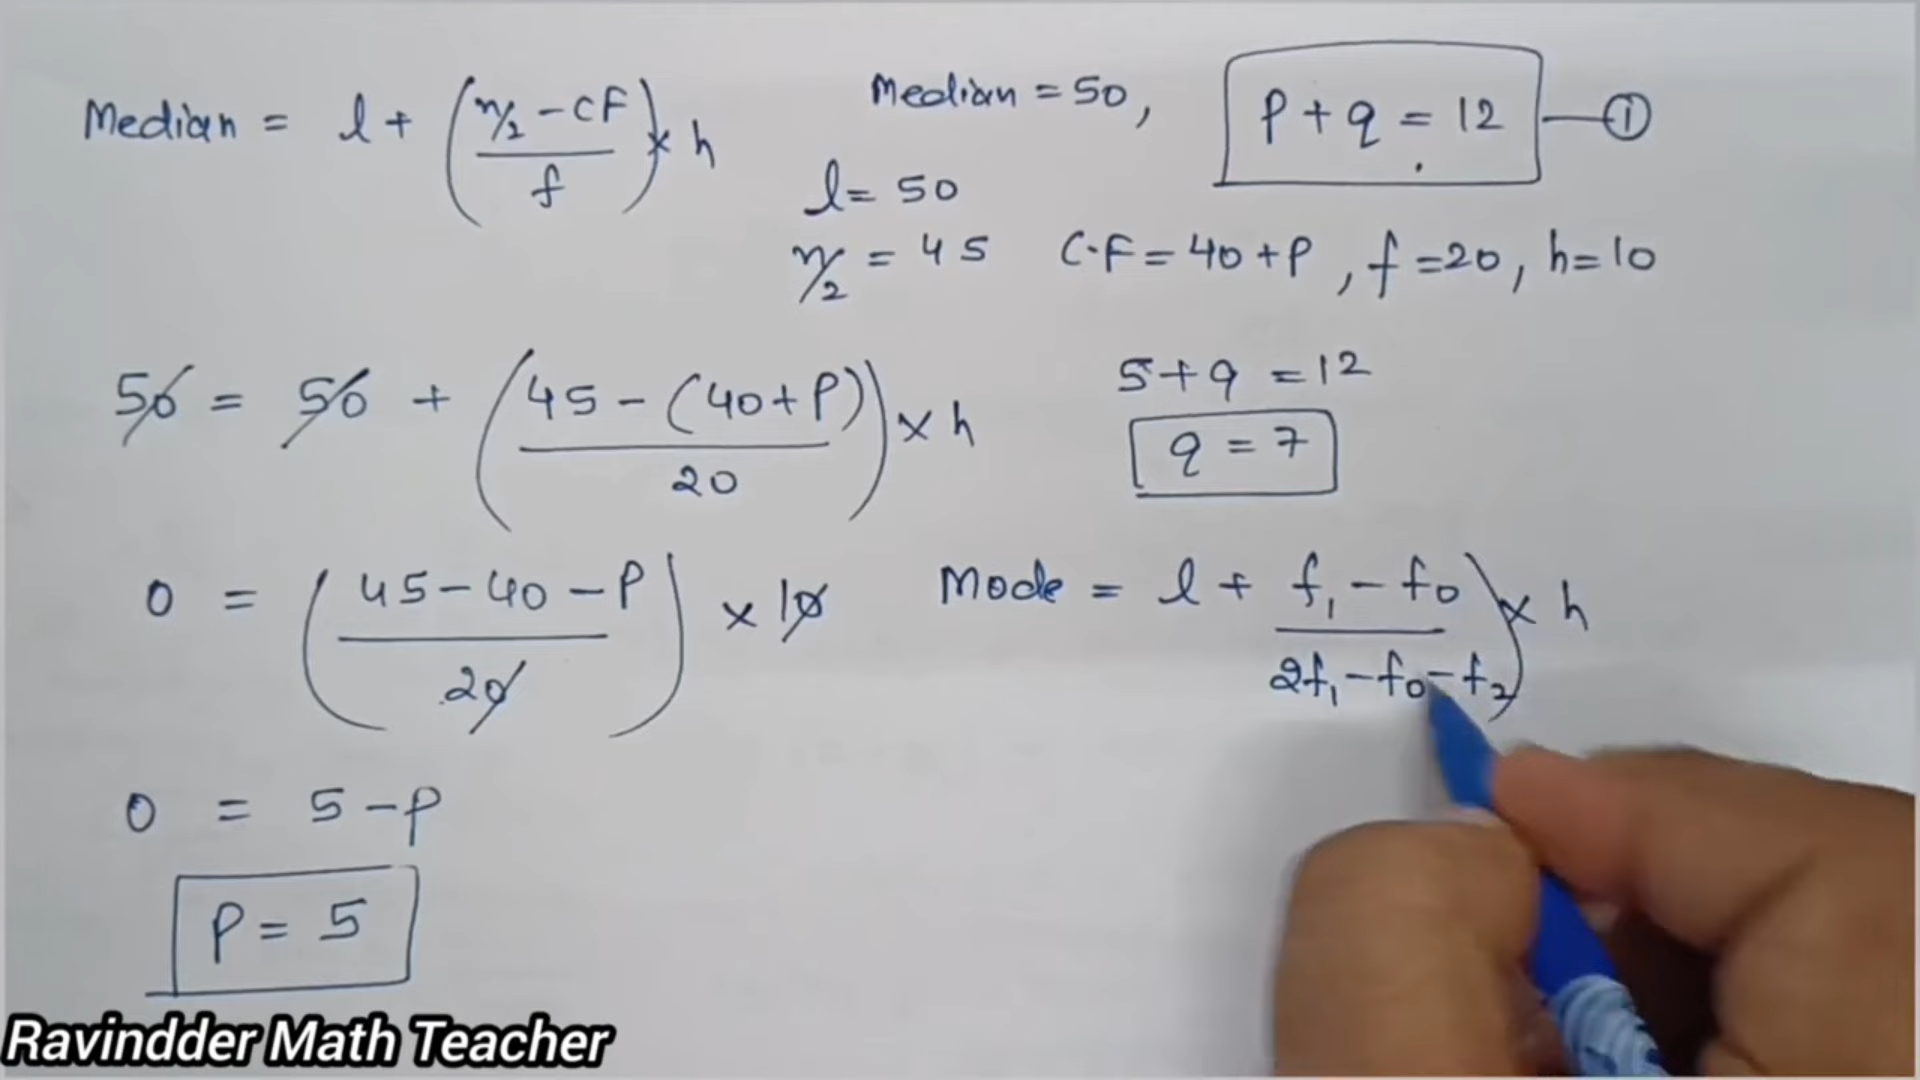 Median = l + (n/2 - CF / f) × h
Median = 50, P + q = 12 — ①
l = 50
n/2 = 45 C.F = 40 + P, f = 20, h = 10
50 = 50 + (45 - (40 + P) / 20) × h
5 + q = 12
q = 7
0 = (45 - 40 - P / 20) × 10
Mode = l + f₁ - f₀ / 2f₁ - f₀ - f₂) × h
0 = 5 - P
P = 5
Ravindder Math Teacher